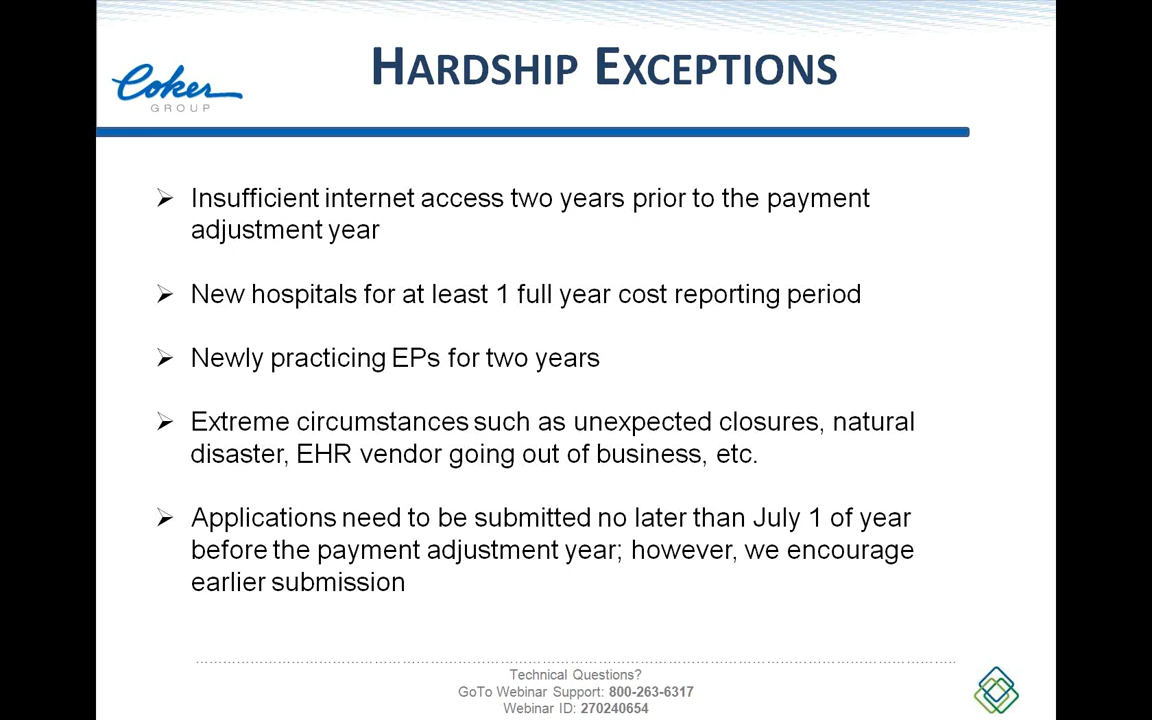 Coker
GROUP
HARDSHIP EXCEPTIONS
➢ Insufficient internet access two years prior to the payment
adjustment year
➢ New hospitals for at least 1 full year cost reporting period
➢ Newly practicing EPs for two years
➢ Extreme circumstances such as unexpected closures, natural
disaster, EHR vendor going out of business, etc.
➢ Applications need to be submitted no later than July 1 of year
before the payment adjustment year; however, we encourage
earlier submission
Technical Questions?
GoTo Webinar Support: 800-263-6317
Webinar ID: 270240654